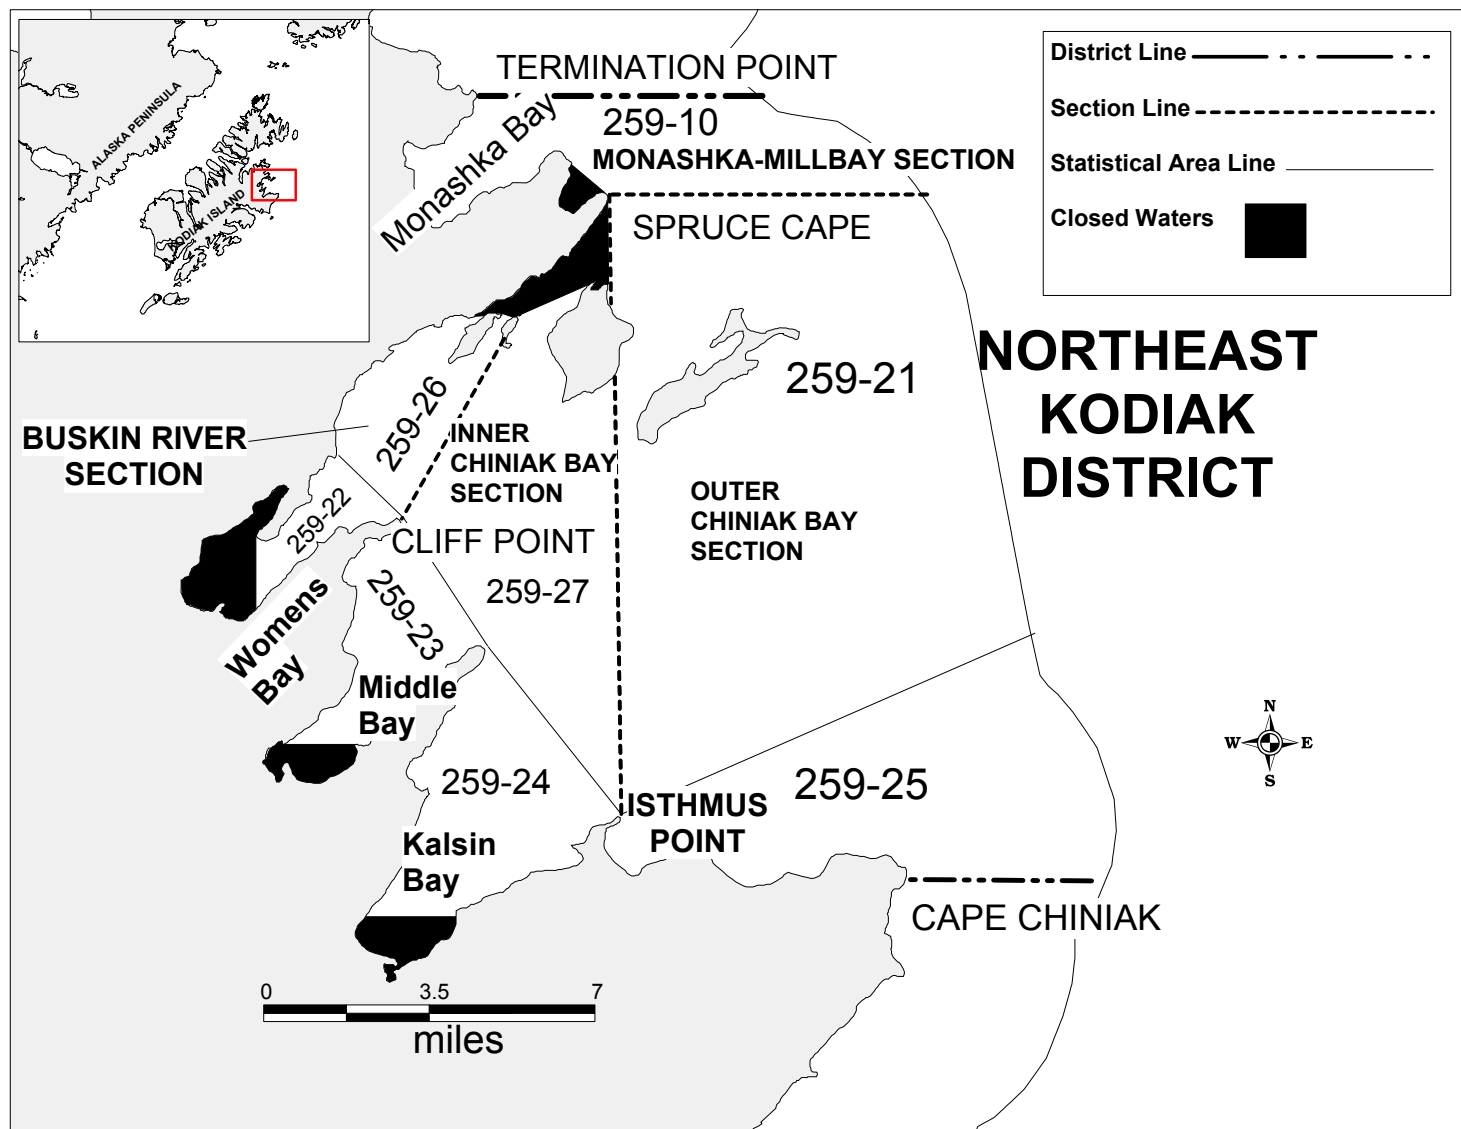 ALASKA PENINSULA
KODIAK ISLAND
TERMINATION POINT
259-10
Monashka Bay
MONASHKA-MILLBAY SECTION
SPRUCE CAPE
District Line
Section Line
Statistical Area Line
Closed Waters
NORTHEAST
KODIAK
DISTRICT
259-21
259-26
BUSKIN RIVER
SECTION
INNER
CHINIAK BAY
SECTION
OUTER
CHINIAK BAY
SECTION
259-22
CLIFF POINT
259-27
259-23
Womens
Bay
Middle
Bay
259-24
259-25
ISTHMUS
POINT
Kalsin
Bay
CAPE CHINIAK
N
W
E
S
0 3.5 7
miles